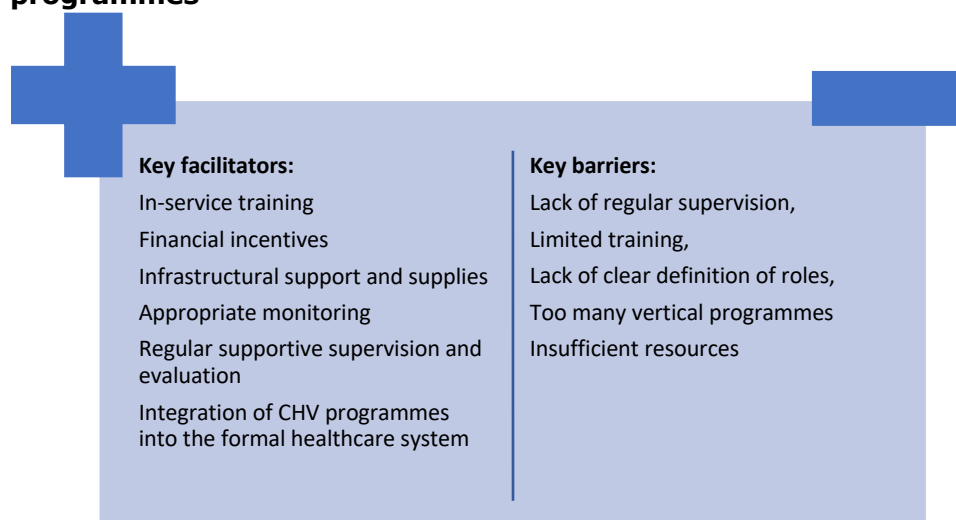 programmes
Key facilitators:
In-service training
Financial incentives
Infrastructural support and supplies
Appropriate monitoring
Regular supportive supervision and
evaluation
Integration of CHV programmes
into the formal healthcare system
Key barriers:
Lack of regular supervision,
Limited training,
Lack of clear definition of roles,
Too many vertical programmes
Insufficient resources